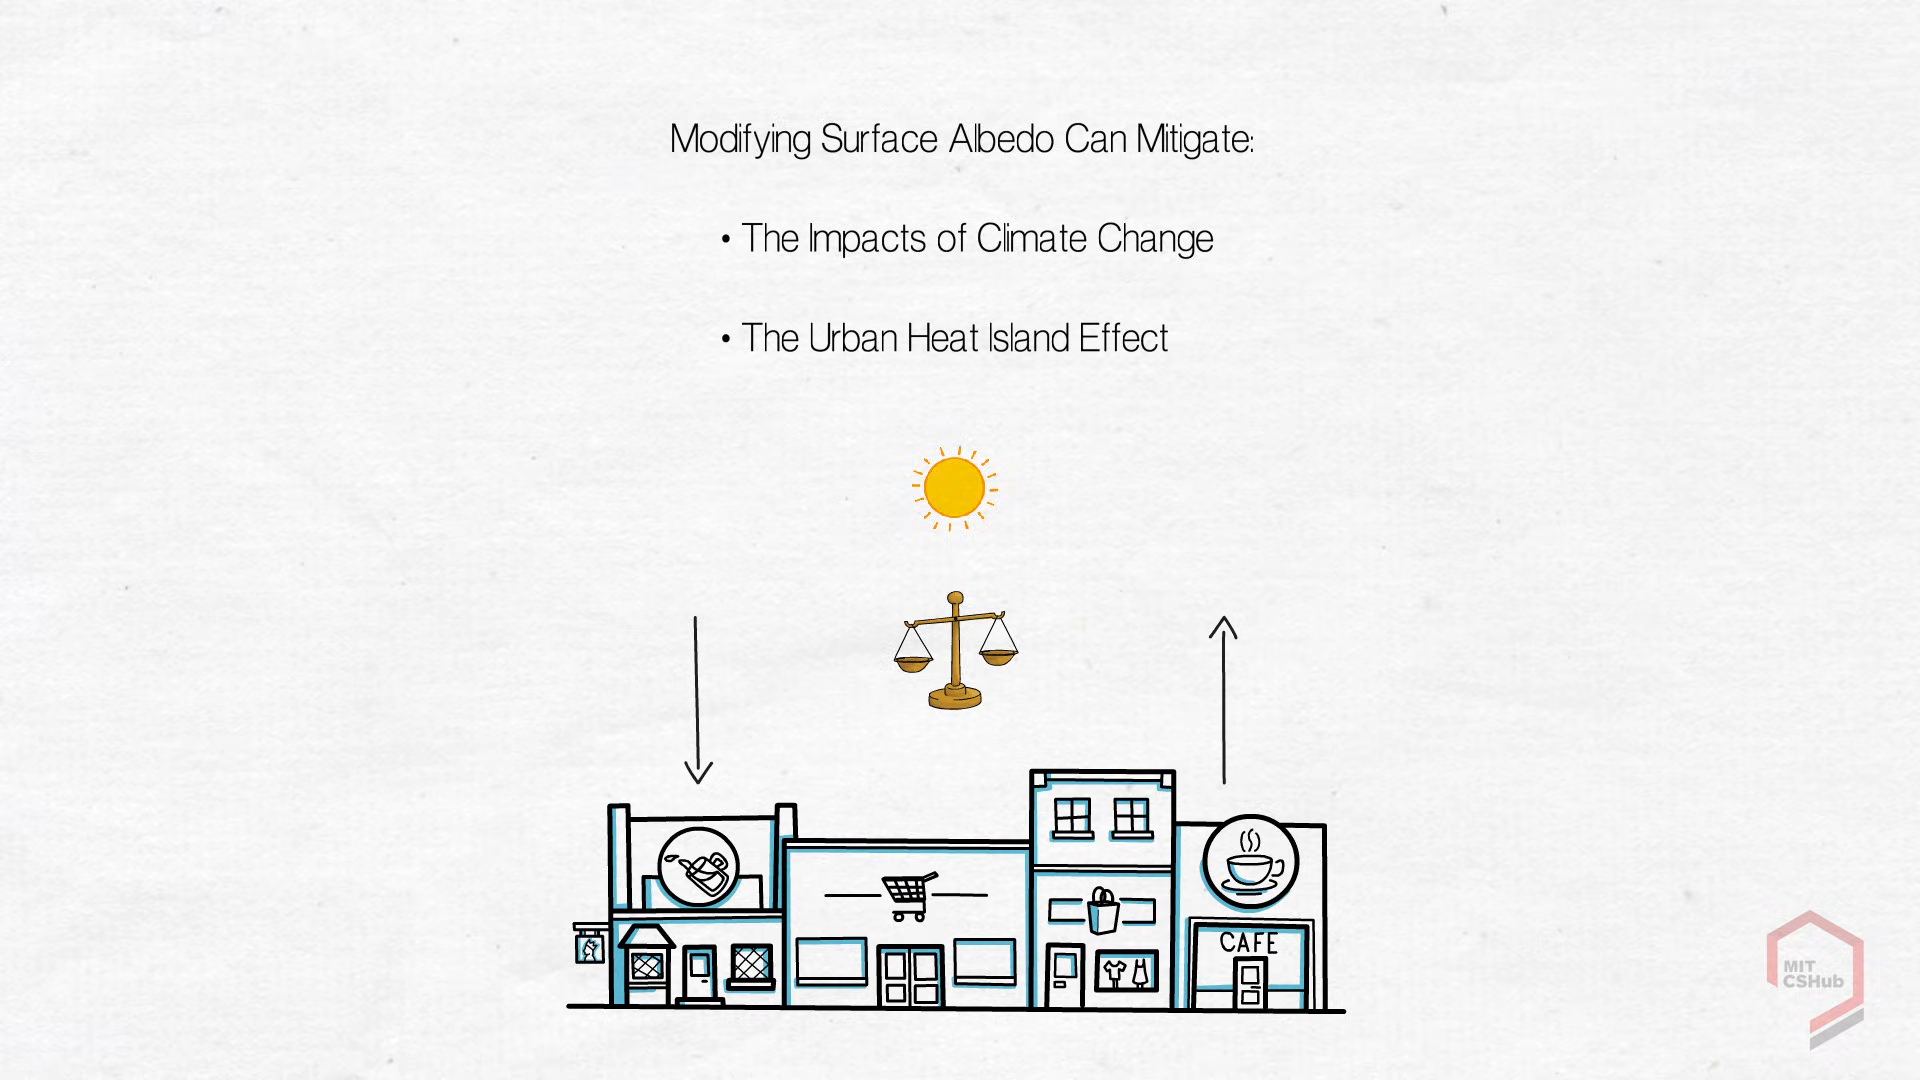 Modifying Surface Albedo Can Mitigate:
• The Impacts of Climate Change
• The Urban Heat Island Effect
CAFE
MIT
CSHub